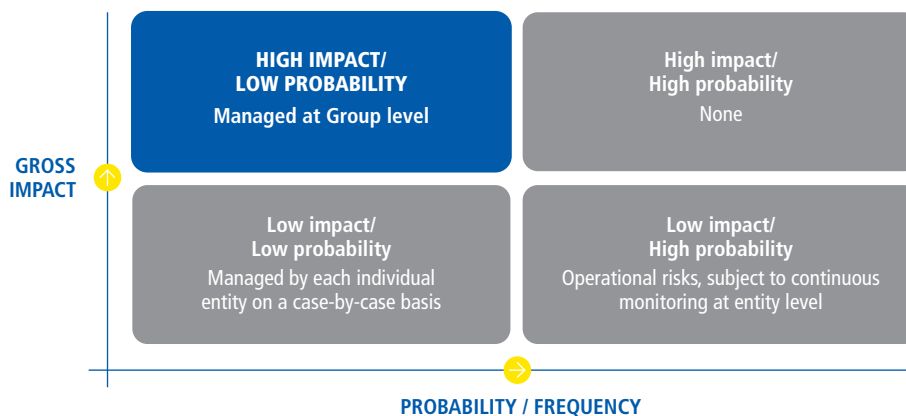 HIGH IMPACT/
LOW PROBABILITY
Managed at Group level
High impact/
High probability
None
GROSS
IMPACT
Low impact/
Low probability
Managed by each individual
entity on a case-by-case basis
Low impact/
High probability
Operational risks, subject to continuous
monitoring at entity level
PROBABILITY / FREQUENCY